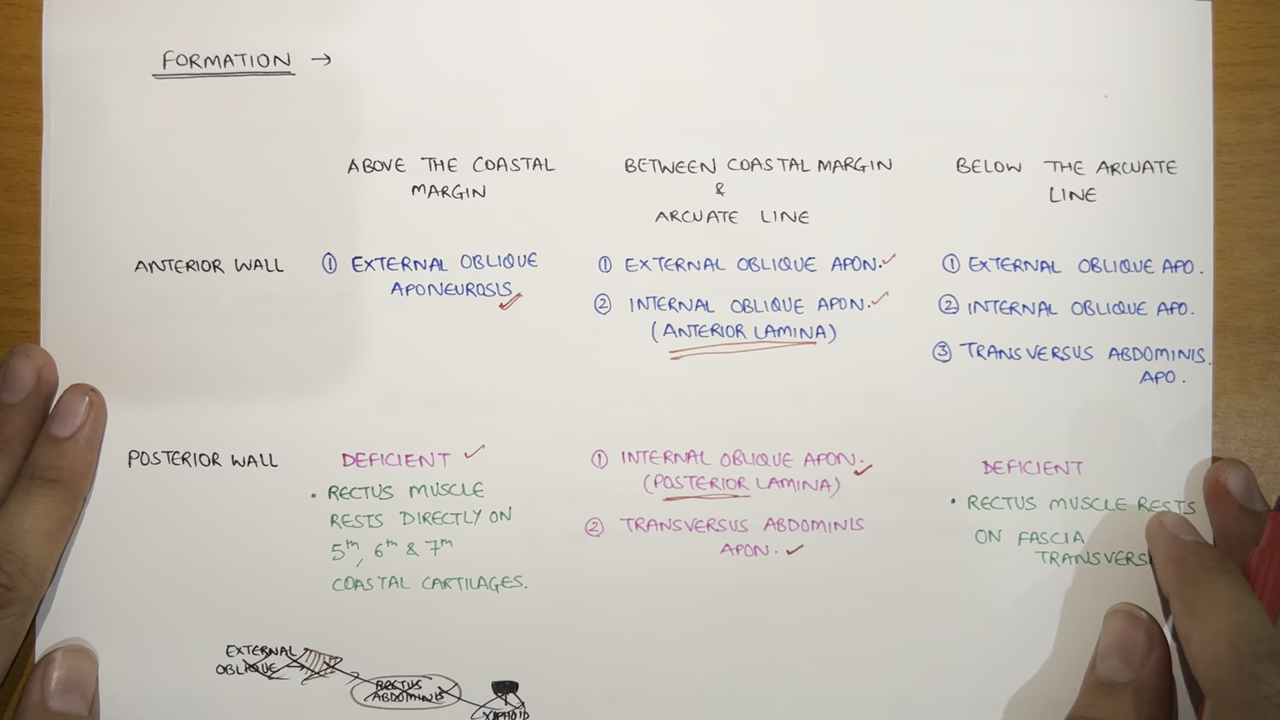 FORMATION →
ABOVE THE COASTAL
MARGIN
BETWEEN COASTAL MARGIN
&
ARCUATE LINE
BELOW THE ARCUATE
LINE
ANTERIOR WALL
① EXTERNAL OBLIQUE
APONEUROSIS
① EXTERNAL OBLIQUE APON.
② INTERNAL OBLIQUE APON.
(ANTERIOR LAMINA)
① EXTERNAL OBLIQUE APO.
② INTERNAL OBLIQUE APO.
③ TRANSVERSUS ABDOMINIS.
APO.
POSTERIOR WALL
DEFICIENT
• RECTUS MUSCLE
RESTS DIRECTLY ON
5th, 6th & 7th
COASTAL CARTILAGES.
① INTERNAL OBLIQUE APON.
(POSTERIOR LAMINA)
② TRANSVERSUS ABDOMINIS
APON.
DEFICIENT
• RECTUS MUSCLE RESTS
ON FASCIA
TRANSVERS
EXTERNAL
OBLIQUE
RECTUS
ABDOMINIS
XIPHOID